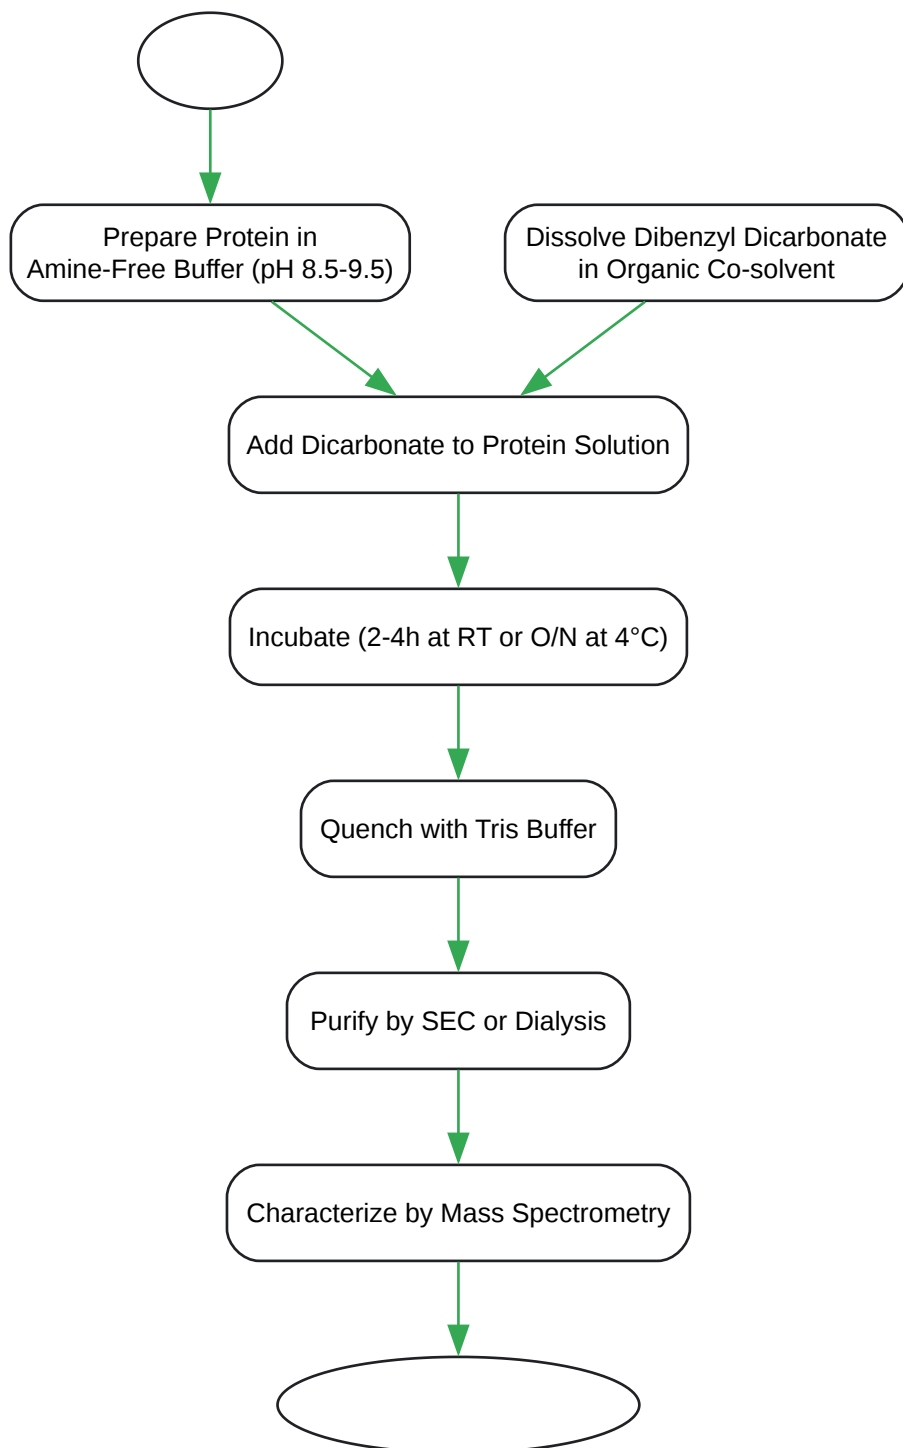 Prepare Protein in
Amine-Free Buffer (pH 8.5-9.5)
Dissolve Dibenzyl Dicarbonate
in Organic Co-solvent
Add Dicarbonate to Protein Solution
Incubate (2-4h at RT or O/N at 4°C)
Quench with Tris Buffer
Purify by SEC or Dialysis
Characterize by Mass Spectrometry